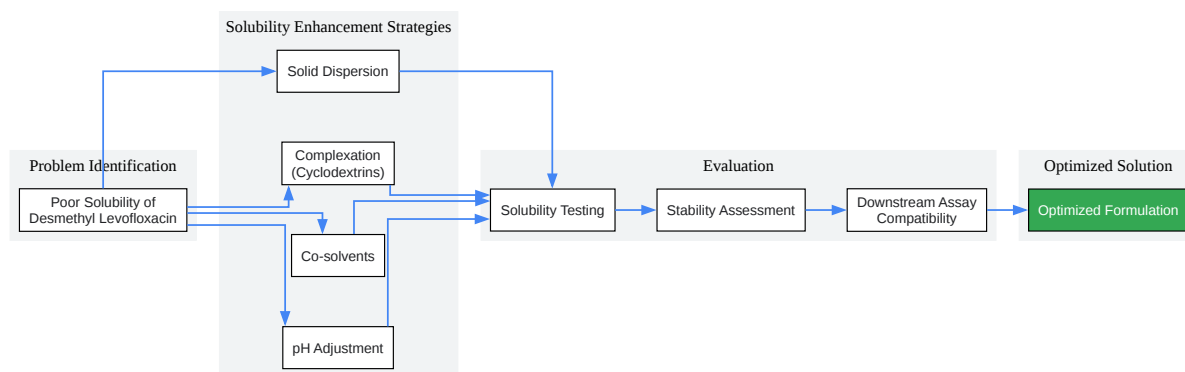 Solubility Enhancement Strategies
Solid Dispersion
Problem Identification
Poor Solubility of
Desmethyl Levofloxacin
Complexation
(Cyclodextrins)
Co-solvents
pH Adjustment
Evaluation
Solubility Testing
Stability Assessment
Downstream Assay
Compatibility
Optimized Solution
Optimized Formulation